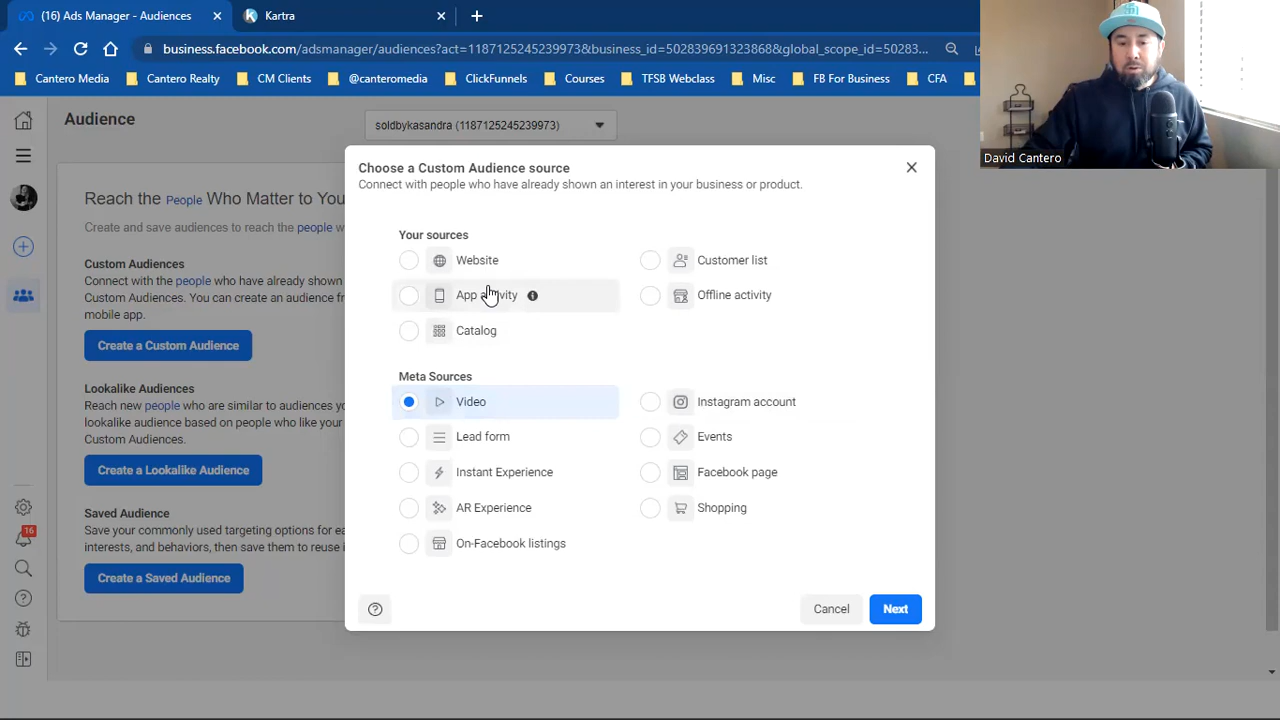 (16) Ads Manager - Audiences
Kartra
business.facebook.com/adsmanager/audiences?act=1187125245239973&business_id=502839691323868&global_scope_id=50283...
Cantero Media
Cantero Realty
CM Clients
@canteromedia
ClickFunnels
Courses
TFSB Webclass
Misc
FB For Business
CFA
David Cantero
Audience
soldbykasandra (1187125245239973)
Reach the People Who Matter to You
Create and save audiences to reach the people
Custom Audiences
Connect with the people who have already shown
Custom Audiences. You can create an audience fr
mobile app.
Create a Custom Audience
Lookalike Audiences
Reach new people who are similar to audiences yo
lookalike audience based on people who like your
Custom Audiences.
Create a Lookalike Audience
Saved Audience
Save your commonly used targeting options for ea
interests, and behaviors, then save them to reuse i
Create a Saved Audience
16
Choose a Custom Audience source
Connect with people who have already shown an interest in your business or product.
Your sources
Website
Customer list
App activity
Offline activity
Catalog
Meta Sources
Video
Instagram account
Lead form
Events
Instant Experience
Facebook page
AR Experience
Shopping
On-Facebook listings
Cancel
Next